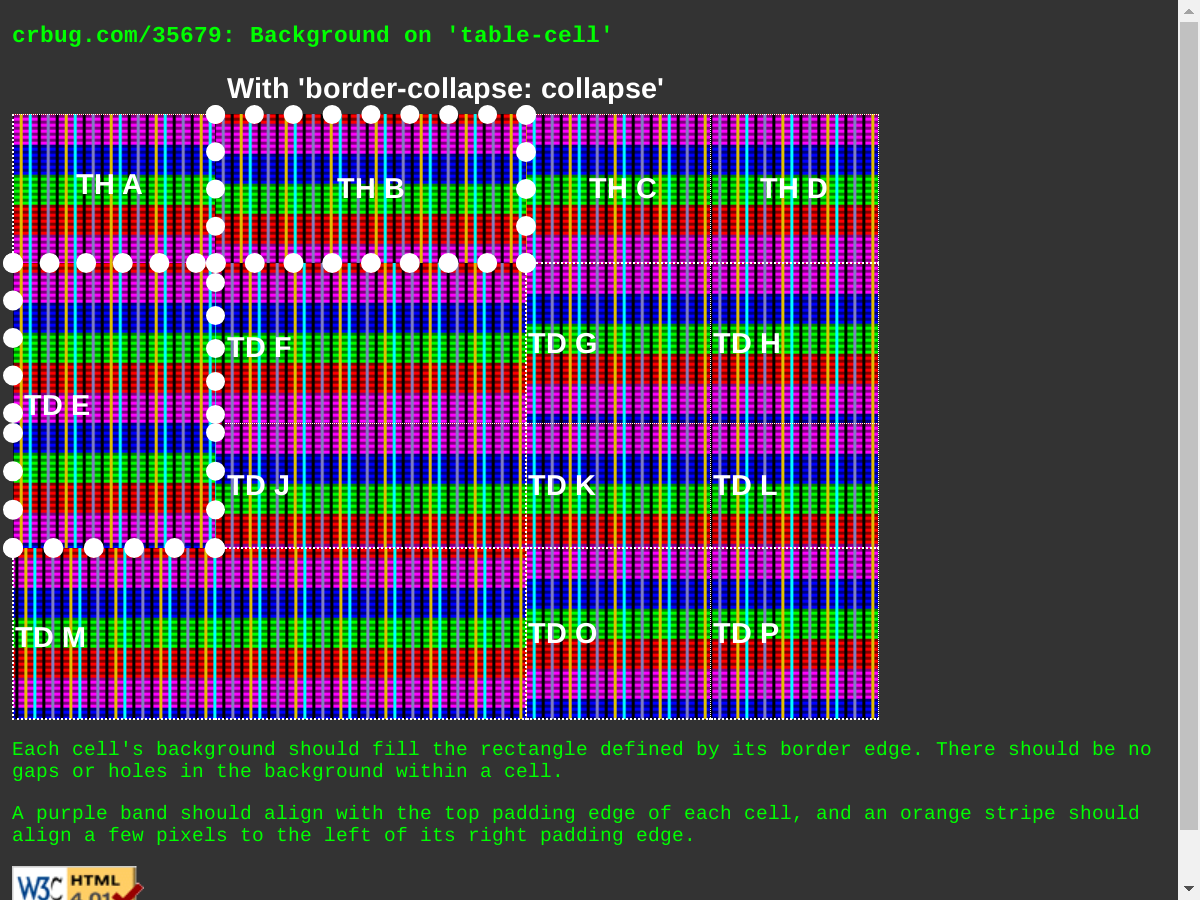 crbug.com/35679: Background on 'table-cell'
With 'border-collapse: collapse'
TH A
TH B
TH C
TH D
TD E
TD F
TD G
TD H
TD J
TD K
TD L
TD M
TD O
TD P
Each cell's background should fill the rectangle defined by its border edge. There should be no
gaps or holes in the background within a cell.
A purple band should align with the top padding edge of each cell, and an orange stripe should
align a few pixels to the left of its right padding edge.
W3C HTML
4.01